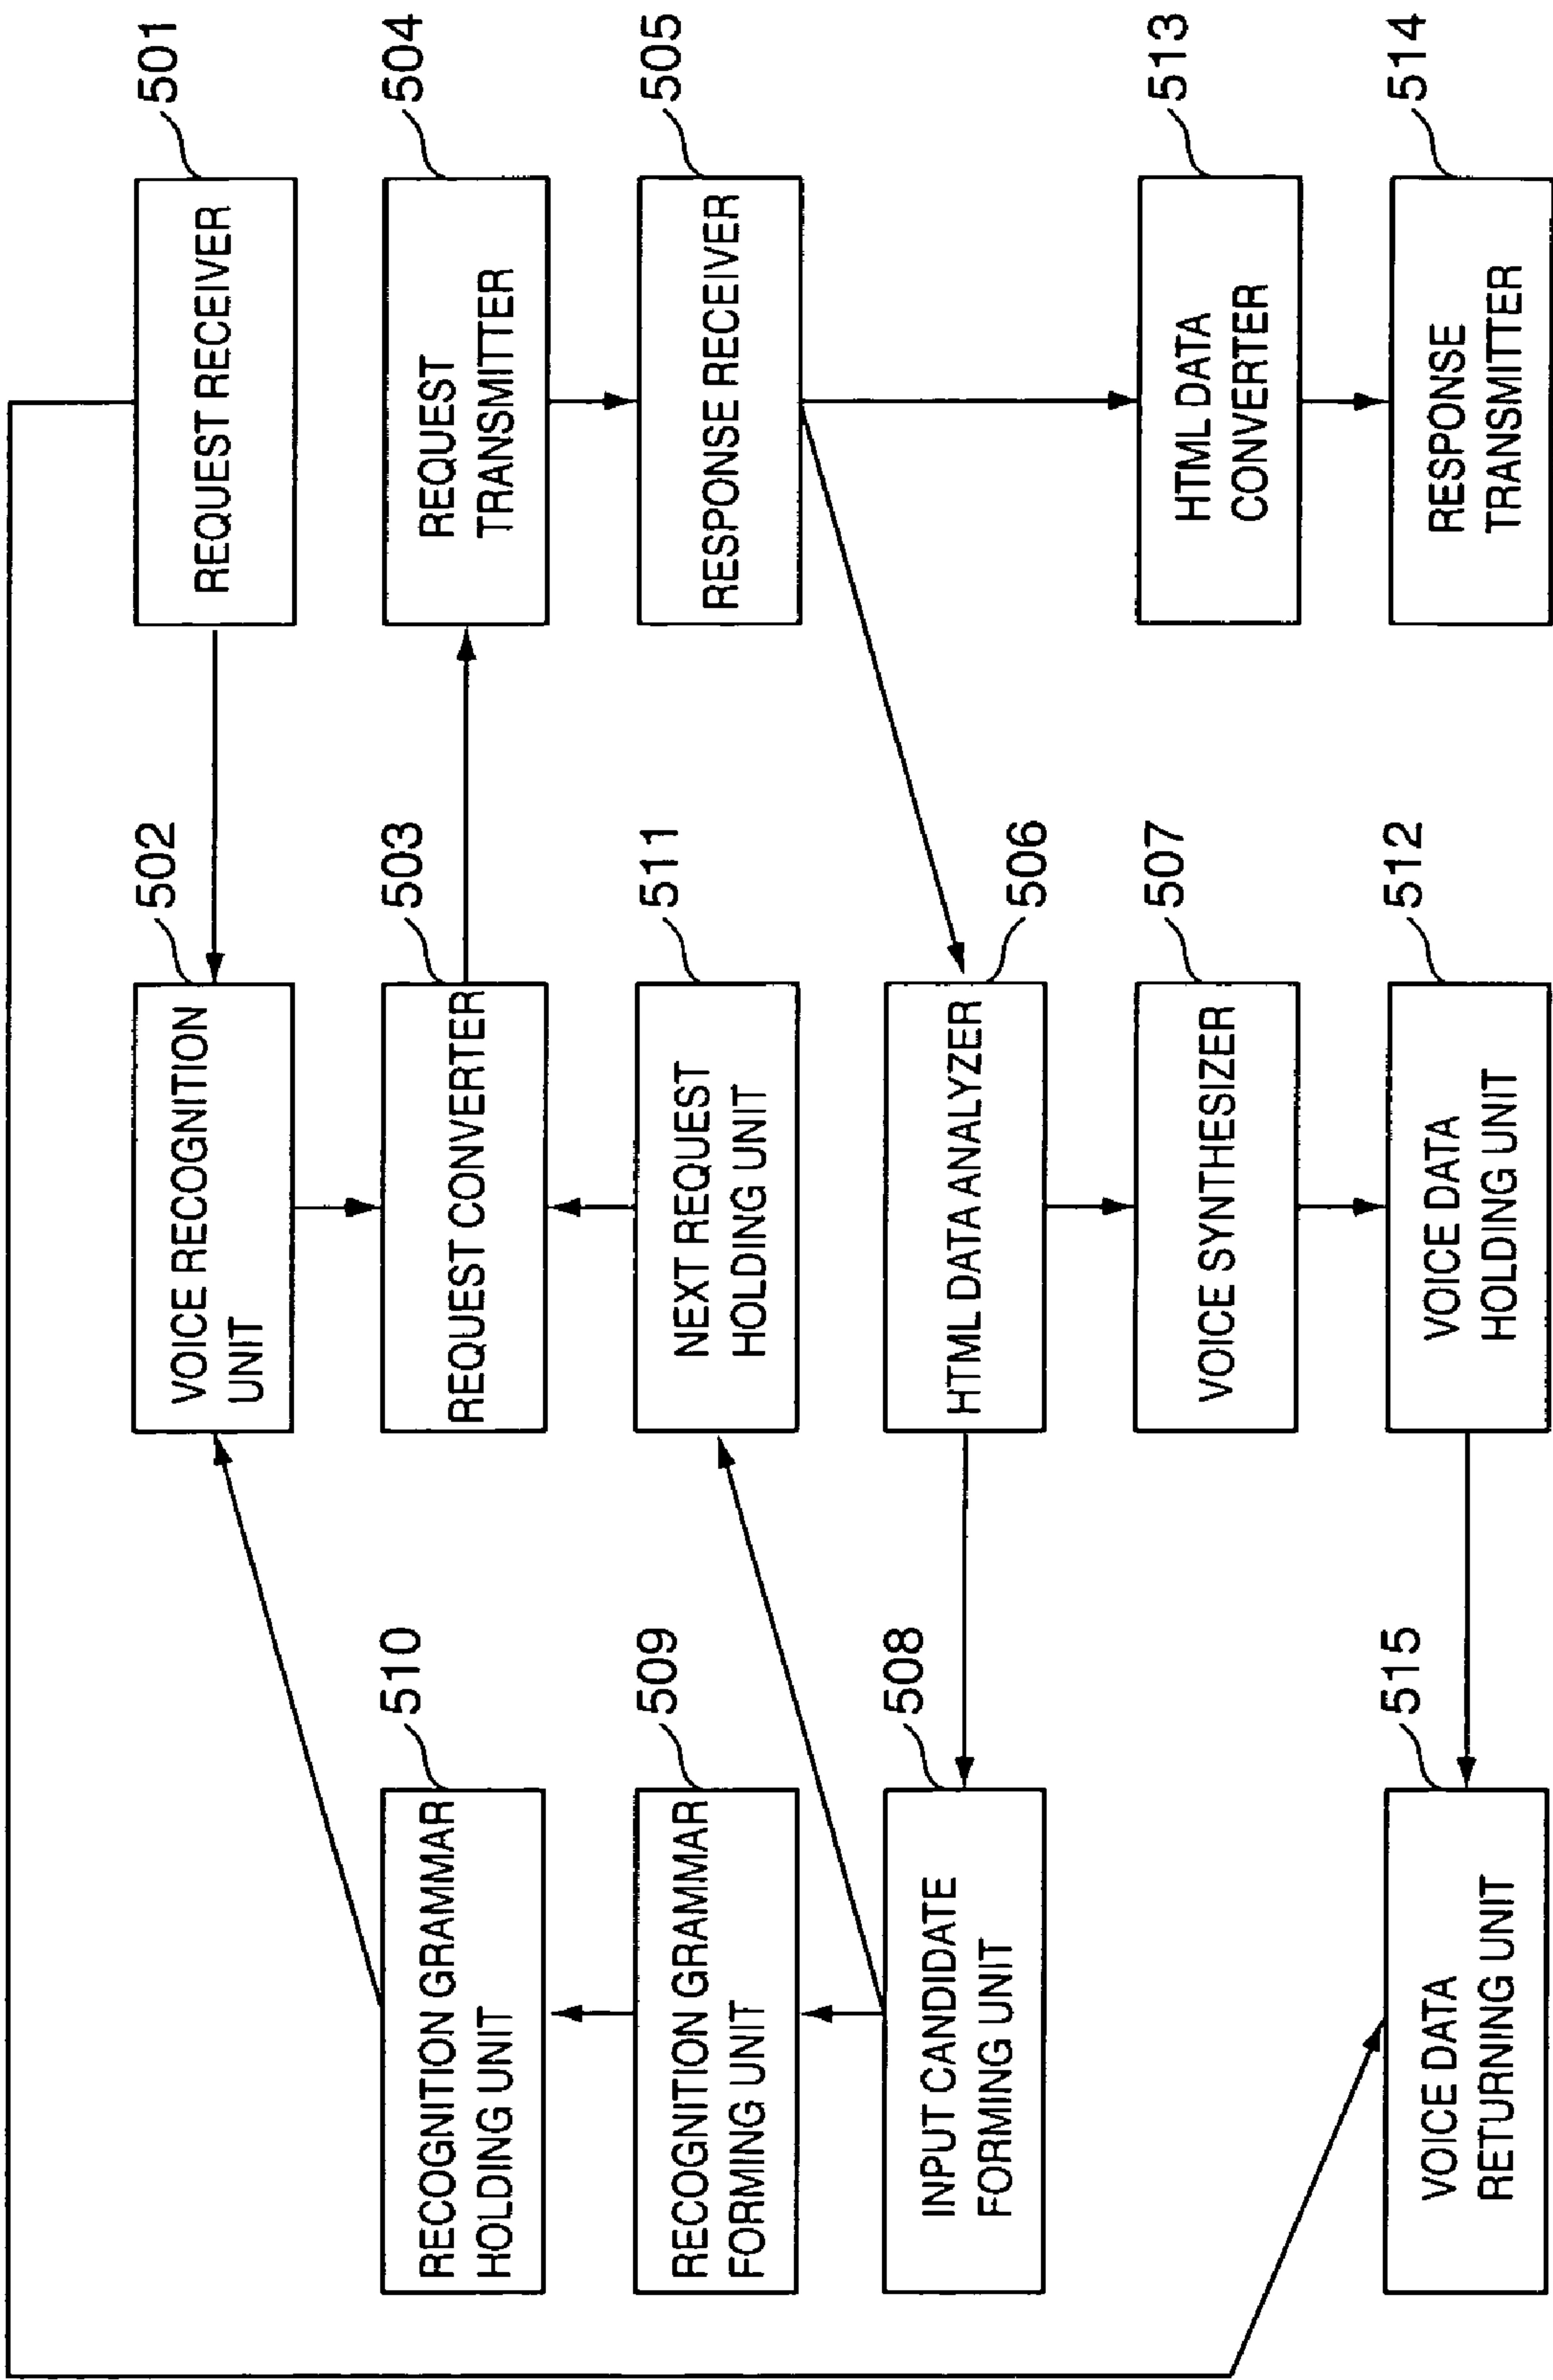 502
VOICE RECOGNITION
UNIT
501
REQUEST RECEIVER
510
RECOGNITION GRAMMAR
HOLDING UNIT
503
REQUEST CONVERTER
504
REQUEST
TRANSMITTER
509
RECOGNITION GRAMMAR
FORMING UNIT
511
NEXT REQUEST
HOLDING UNIT
505
RESPONSE RECEIVER
508
INPUT CANDIDATE
FORMING UNIT
506
HTML DATA ANALYZER
507
VOICE SYNTHESIZER
513
HTML DATA
CONVERTER
515
VOICE DATA
RETURNING UNIT
512
VOICE DATA
HOLDING UNIT
514
RESPONSE
TRANSMITTER